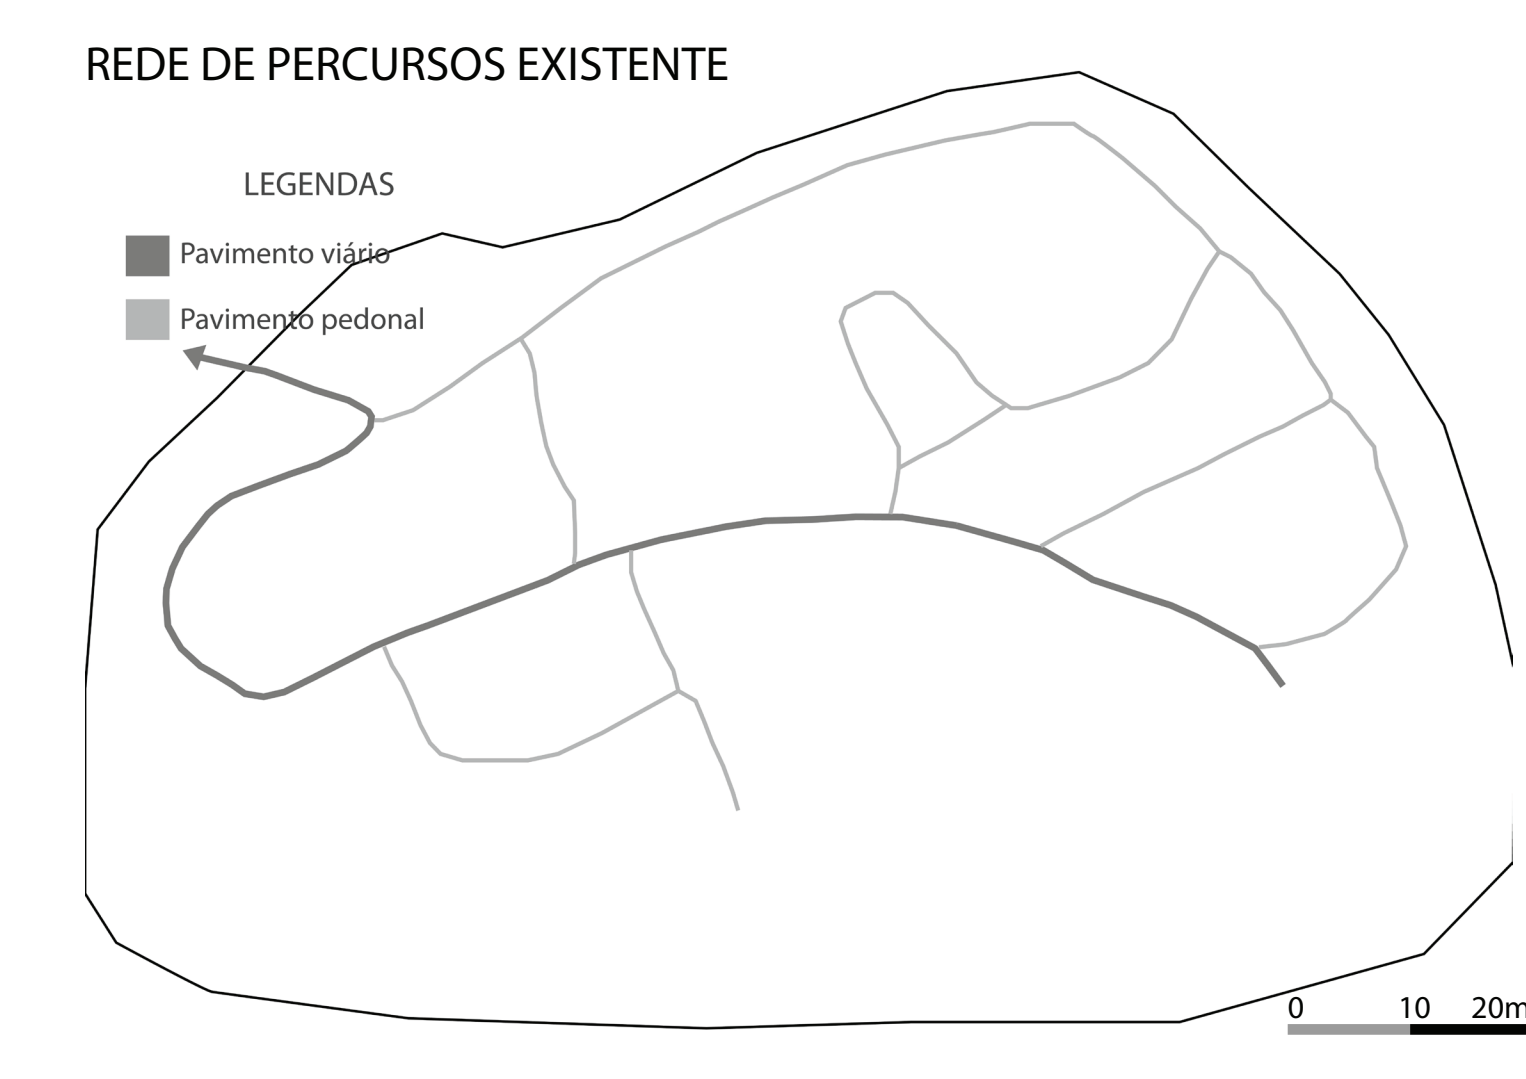 REDE DE PERCURSOS EXISTENTE
LEGENDAS
Pavimento viário
Pavimento pedonal
0 10 20m